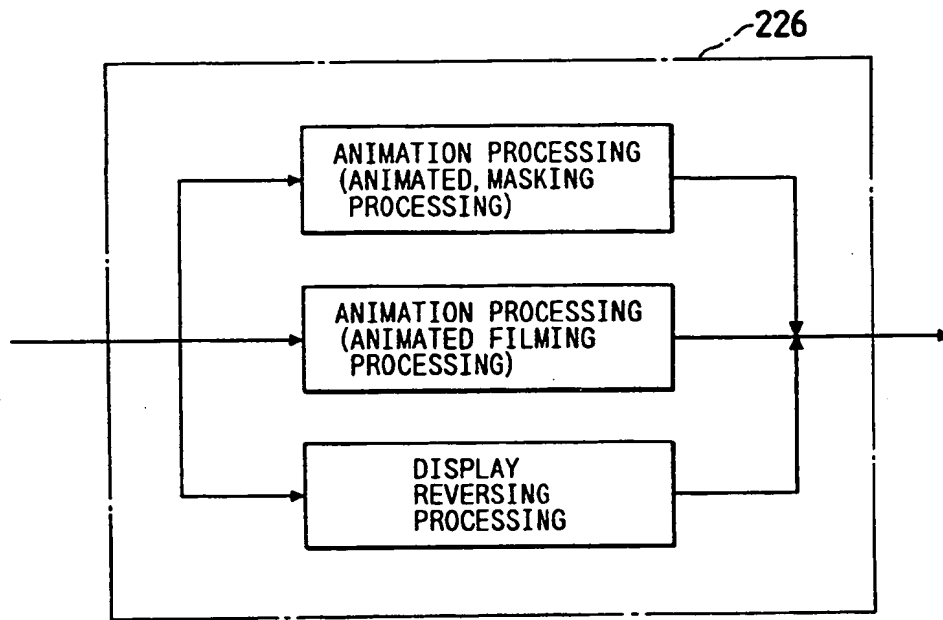 226
ANIMATION PROCESSING
(ANIMATED, MASKING
PROCESSING)
ANIMATION PROCESSING
(ANIMATED FILMING
PROCESSING)
DISPLAY
REVERSING
PROCESSING